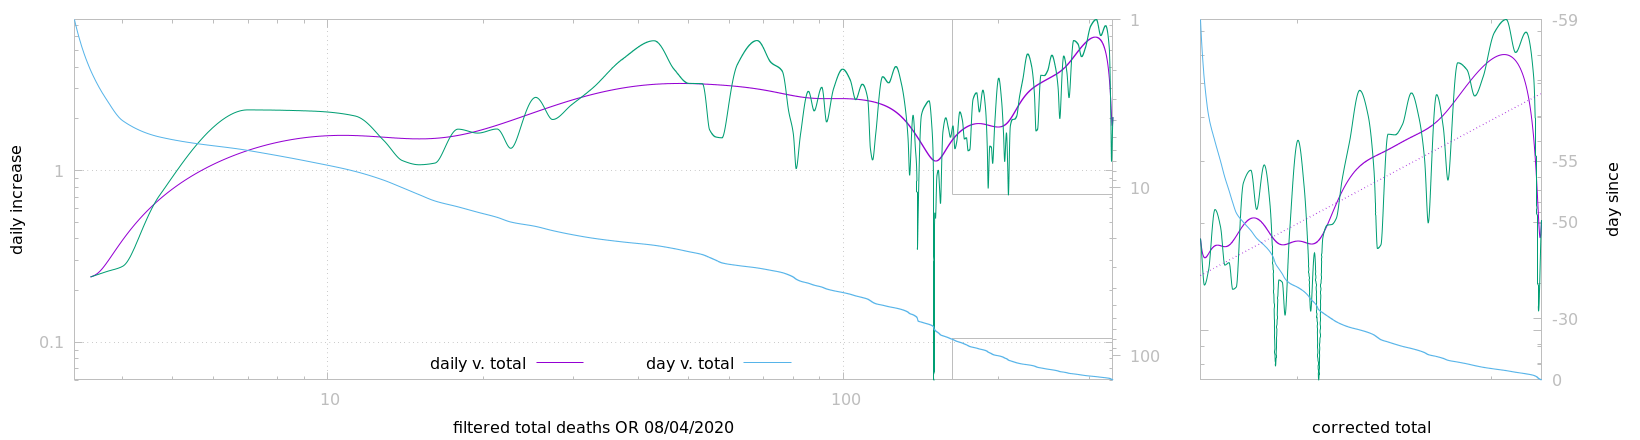 1
-59
daily increase
1
10
-55
-50
day since
0.1
daily v. total
day v. total
100
-30
0
10
100
filtered total deaths OR 08/04/2020
corrected total